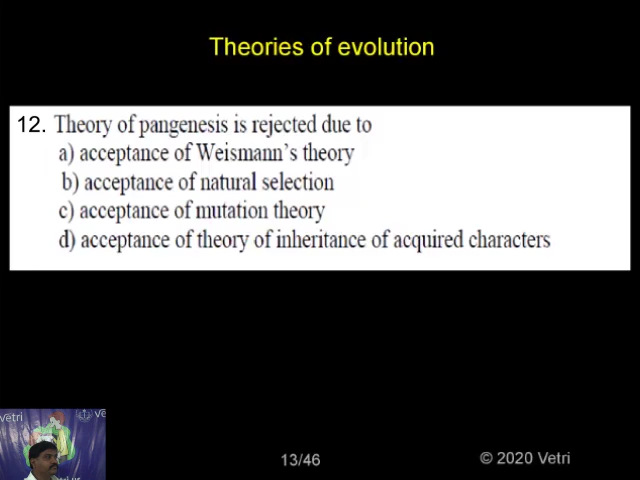 Theories of evolution
12. Theory of pangenesis is rejected due to
a) acceptance of Weismann's theory
b) acceptance of natural selection
c) acceptance of mutation theory
d) acceptance of theory of inheritance of acquired characters
vetri
13/46
© 2020 Vetri